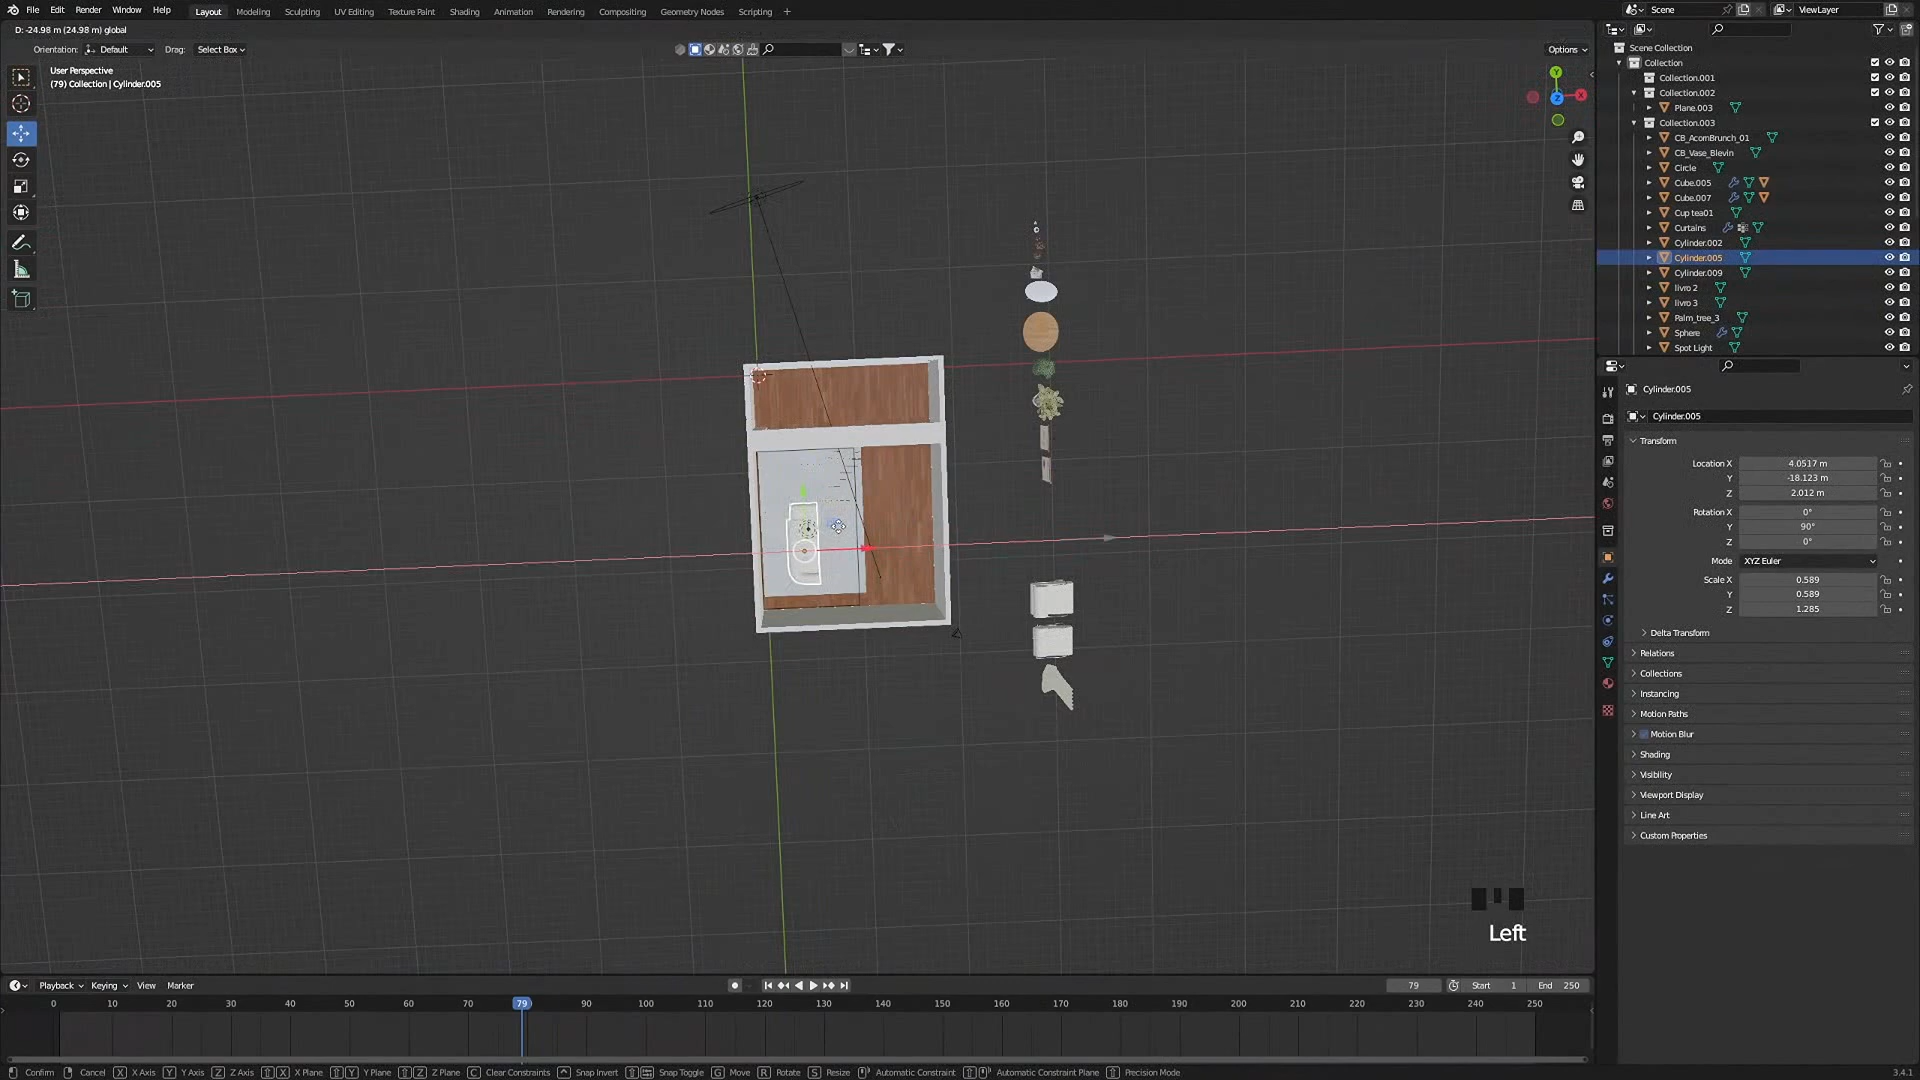 File Edit Render Window Help Layout Modeling Sculpting UV Editing Texture Paint Shading Animation Rendering Compositing Geometry Nodes Scripting + Scene ViewLayer
D: -24.98 m (24.98 m) global
Orientation: Default Drag: Select Box Options
User Perspective
(79) Collection | Cylinder.005
Y
X
Z
Scene Collection
Collection
Collection.001
Collection.002
Plane.003
Collection.003
CB_AcornBrunch_01
CB_Vase_Blevin
Circle
Cube.005
Cube.007
Cup tea01
Curtains
Cylinder.002
Cylinder.005
Cylinder.009
livro 2
livro 3
Palm_tree_3
Sphere
Spot Light
Cylinder.005
Cylinder.005
Transform
Location X 4.0517 m
Y -18.123 m
Z 2.012 m
Rotation X 0°
Y 90°
Z 0°
Mode XYZ Euler
Scale X 0.589
Y 0.589
Z 1.285
Delta Transform
Relations
Collections
Instancing
Motion Paths
Motion Blur
Shading
Visibility
Viewport Display
Line Art
Custom Properties
Left
Playback Keying View Marker 79 Start 1 End 250
0 10 20 30 40 50 60 70 79 90 100 110 120 130 140 150 160 170 180 190 200 210 220 230 240 250
Confirm Cancel X X Axis Y Y Axis Z Z Axis X X Plane Y Y Plane Z Z Plane C Clear Constraints Snap Invert Snap Toggle G Move R Rotate S Resize Automatic Constraint Automatic Constraint Plane Precision Mode 3.4.1